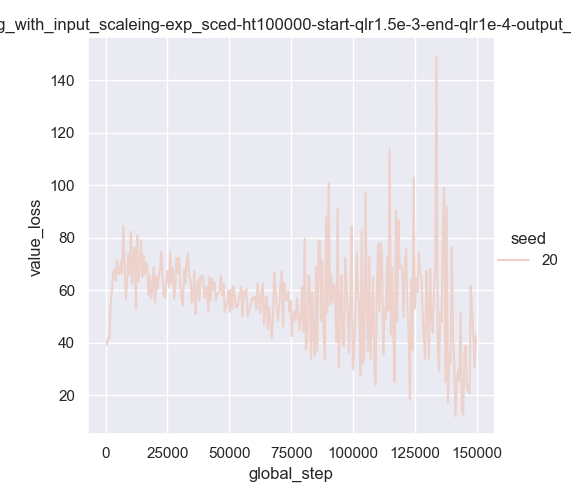 g_with_input_scaleing-exp_sced-ht100000-start-qlr1.5e-3-end-qlr1e-4-output_
140
120
100
80
60
40
20
value_loss
0 25000 50000 75000 100000 125000 150000
global_step
seed
20